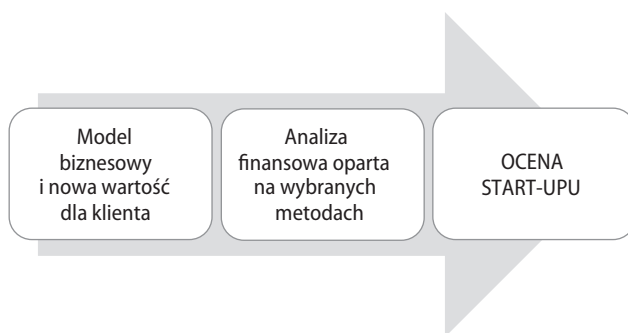 Model
biznesowy
i nowa wartość
dla klienta
Analiza
finansowa oparta
na wybranych
metodach
OCENA
START-UPU